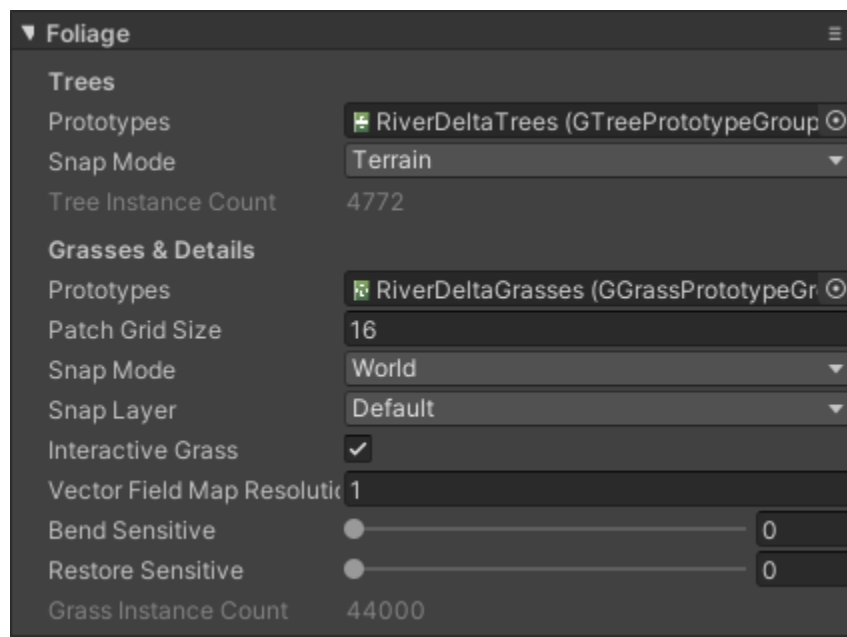 Foliage
Trees
Prototypes RiverDeltaTrees (GTreePrototypeGroup
Snap Mode Terrain
Tree Instance Count 4772
Grasses & Details
Prototypes RiverDeltaGrasses (GGrassPrototypeGr
Patch Grid Size 16
Snap Mode World
Snap Layer Default
Interactive Grass
Vector Field Map Resolutio 1
Bend Sensitive 0
Restore Sensitive 0
Grass Instance Count 44000